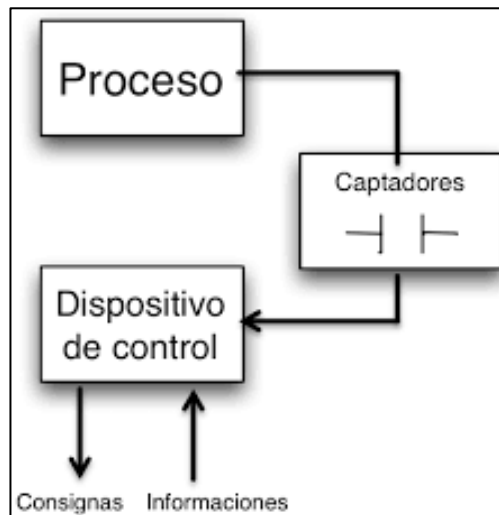 Proceso
Captadores
Dispositivo
de control
Consignas Informaciones